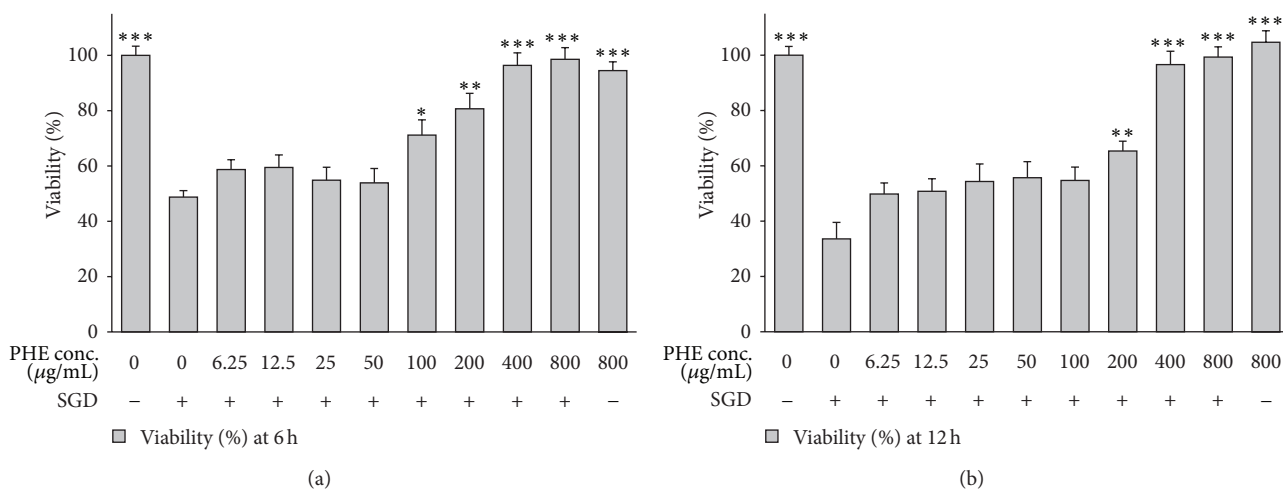 ***
***
***
***
**
*
100
80
60
40
20
0
Viability (%)
PHE conc.
(μg/mL)
0 0 6.25 12.5 25 50 100 200 400 800 800
SGD − + + + + + + + + + −
Viability (%) at 6 h
(a)
***
***
***
***
**
100
80
60
40
20
0
Viability (%)
0 0 6.25 12.5 25 50 100 200 400 800 800
PHE conc.
(μg/mL)
SGD − + + + + + + + + + −
Viability (%) at 12 h
(b)